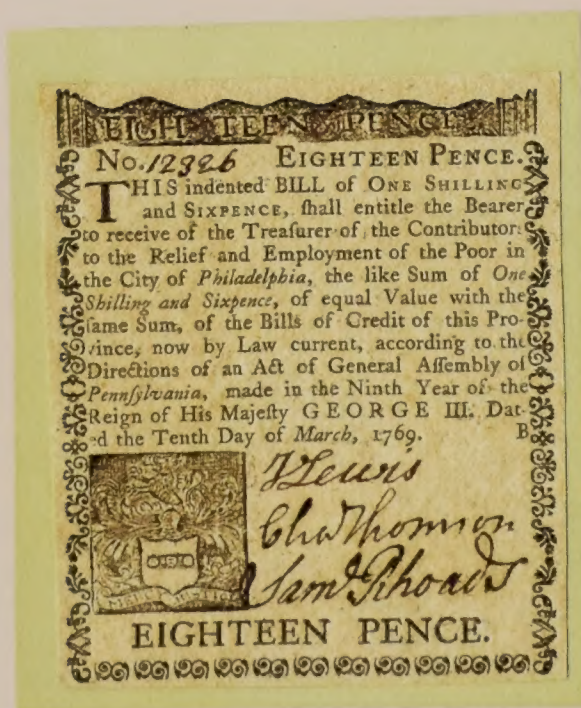 EIGHTEEN PENCE.
No. 12326 EIGHTEEN PENCE.
THIS indented BILL of ONE SHILLING
and SIXPENCE, ſhall entitle the Bearer
to receive of the Treaſurer of the Contributors
to the Relief and Employment of the Poor in
the City of Philadelphia, the like Sum of One
Shilling and Sixpence, of equal Value with the
ſame Sum, of the Bills of Credit of this Pro-
vince, now by Law current, according to the
Directions of an Act of General Aſſembly of
Pennſylvania, made in the Ninth Year of the
Reign of His Majeſty GEORGE III. Dat-
ed the Tenth Day of March, 1769. B
Lewis
Cha Thomson
Saml Rhoads
EIGHTEEN PENCE.